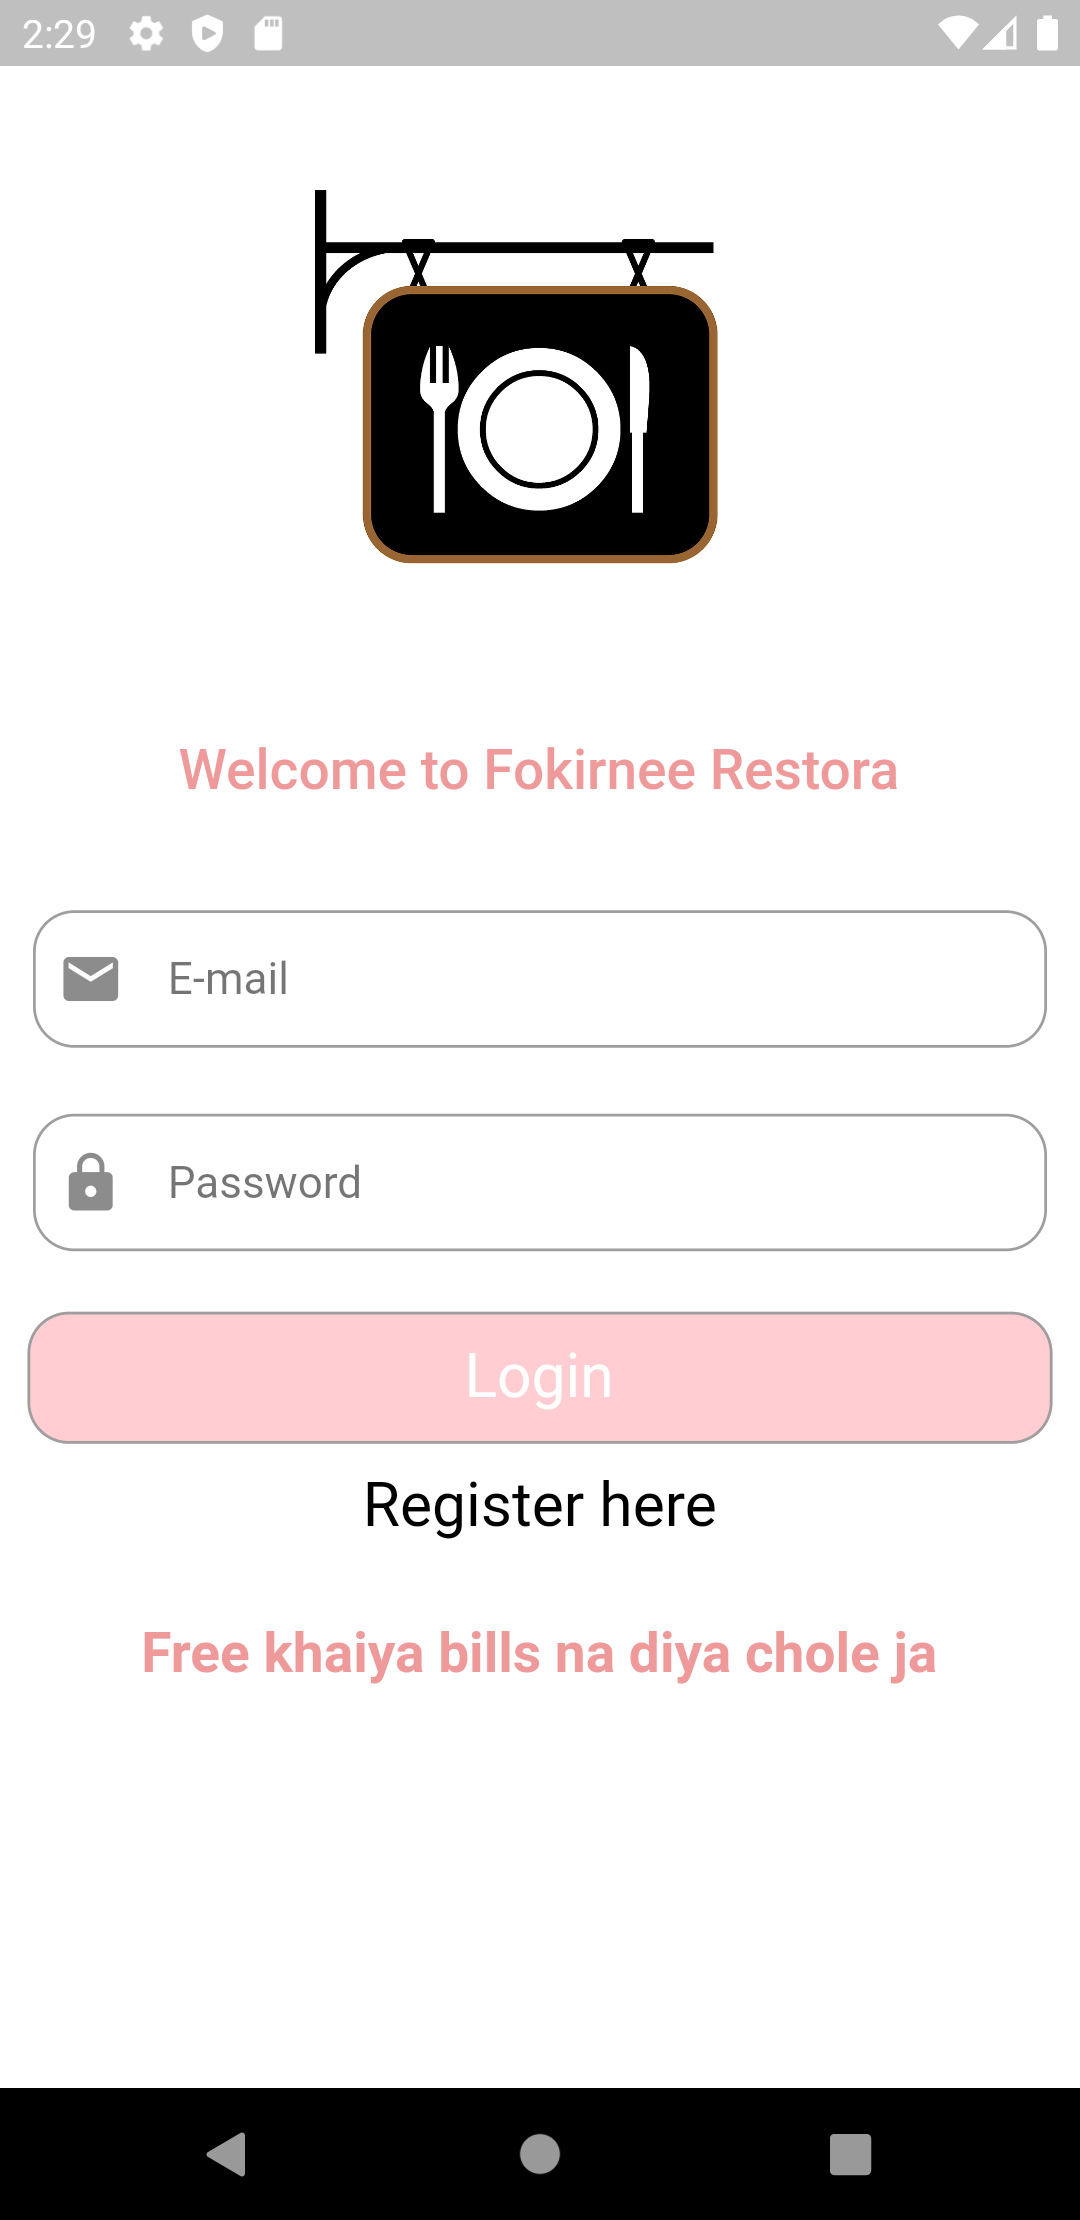 2:29
Welcome to Fokirnee Restora
E-mail
Password
Login
Register here
Free khaiya bills na diya chole ja